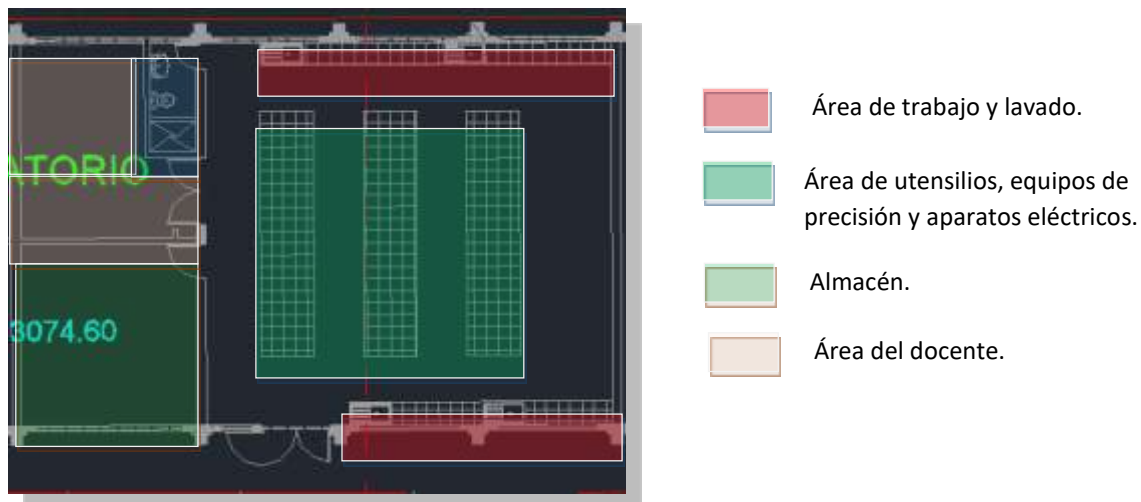 ATORIO
3074.60
Área de trabajo y lavado.
Área de utensilios, equipos de
precisión y aparatos eléctricos.
Almacén.
Área del docente.